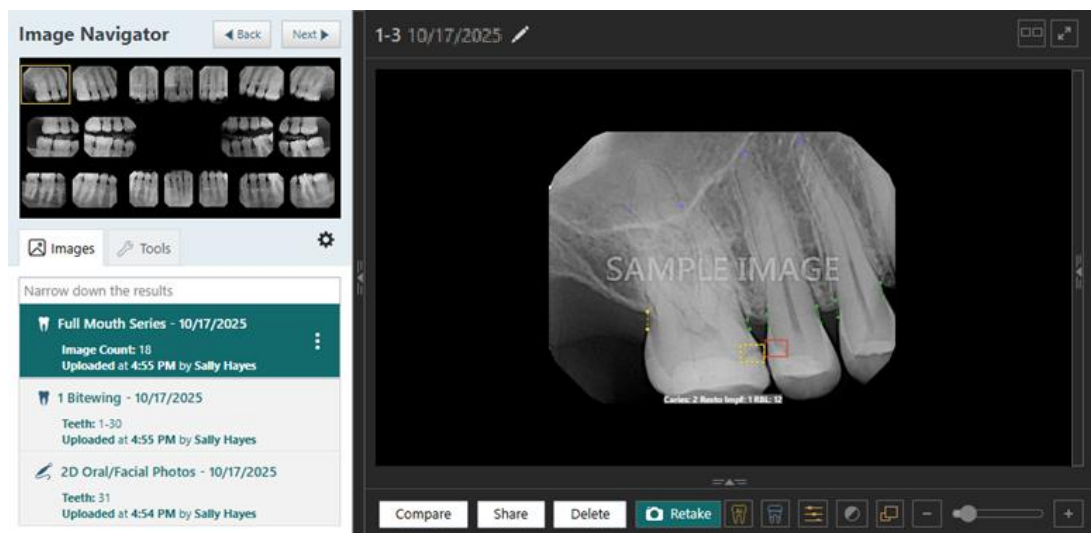 Image Navigator
Back
Next
Images
Tools
Narrow down the results
Full Mouth Series - 10/17/2025
Image Count: 18
Uploaded at 4:55 PM by Sally Hayes
1 Bitewing - 10/17/2025
Teeth: 1-30
Uploaded at 4:55 PM by Sally Hayes
2D Oral/Facial Photos - 10/17/2025
Teeth: 31
Uploaded at 4:54 PM by Sally Hayes
1-3 10/17/2025
SAMPLE IMAGE
Caries: 2 Resto Impf: 1 RBL: 12
Compare
Share
Delete
Retake